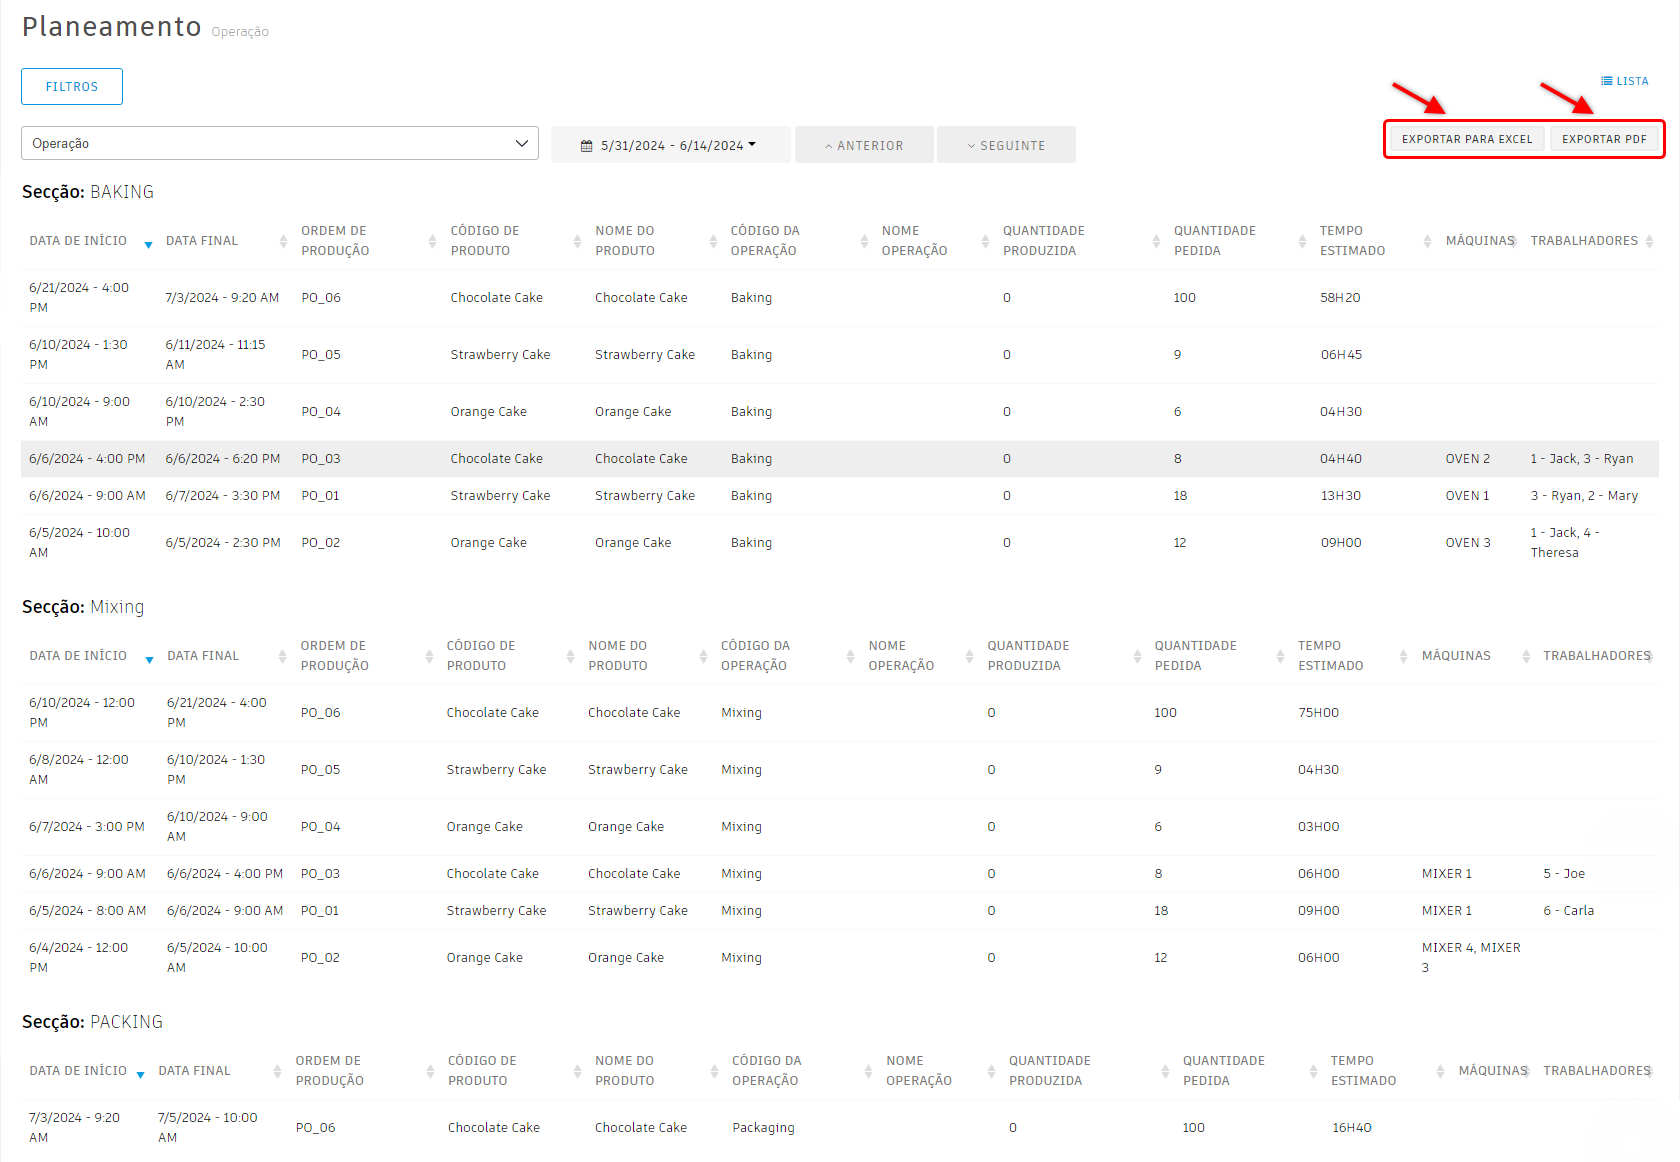 Planeamento Operação
FILTROS
LISTA
Operação
5/31/2024 - 6/14/2024
ANTERIOR
SEGUINTE
EXPORTAR PARA EXCEL
EXPORTAR PDF
Secção: BAKING
DATA DE INÍCIO DATA FINAL ORDEM DE PRODUÇÃO CÓDIGO DE PRODUTO NOME DO PRODUTO CÓDIGO DA OPERAÇÃO NOME OPERAÇÃO QUANTIDADE PRODUZIDA QUANTIDADE PEDIDA TEMPO ESTIMADO MÁQUINAS TRABALHADORES
6/21/2024 - 4:00 PM 7/3/2024 - 9:20 AM PO_06 Chocolate Cake Chocolate Cake Baking 0 100 58H20
6/10/2024 - 1:30 PM 6/11/2024 - 11:15 AM PO_05 Strawberry Cake Strawberry Cake Baking 0 9 06H45
6/10/2024 - 9:00 AM 6/10/2024 - 2:30 PM PO_04 Orange Cake Orange Cake Baking 0 6 04H30
6/6/2024 - 4:00 PM 6/6/2024 - 6:20 PM PO_03 Chocolate Cake Chocolate Cake Baking 0 8 04H40 OVEN 2 1 - Jack, 3 - Ryan
6/6/2024 - 9:00 AM 6/7/2024 - 3:30 PM PO_01 Strawberry Cake Strawberry Cake Baking 0 18 13H30 OVEN 1 3 - Ryan, 2 - Mary
6/5/2024 - 10:00 AM 6/5/2024 - 2:30 PM PO_02 Orange Cake Orange Cake Baking 0 12 09H00 OVEN 3 1 - Jack, 4 - Theresa
Secção: Mixing
DATA DE INÍCIO DATA FINAL ORDEM DE PRODUÇÃO CÓDIGO DE PRODUTO NOME DO PRODUTO CÓDIGO DA OPERAÇÃO NOME OPERAÇÃO QUANTIDADE PRODUZIDA QUANTIDADE PEDIDA TEMPO ESTIMADO MÁQUINAS TRABALHADORES
6/10/2024 - 12:00 PM 6/21/2024 - 4:00 PM PO_06 Chocolate Cake Chocolate Cake Mixing 0 100 75H00
6/8/2024 - 12:00 AM 6/10/2024 - 1:30 PM PO_05 Strawberry Cake Strawberry Cake Mixing 0 9 04H30
6/7/2024 - 3:00 PM 6/10/2024 - 9:00 AM PO_04 Orange Cake Orange Cake Mixing 0 6 03H00
6/6/2024 - 9:00 AM 6/6/2024 - 4:00 PM PO_03 Chocolate Cake Chocolate Cake Mixing 0 8 06H00 MIXER 1 5 - Joe
6/5/2024 - 8:00 AM 6/6/2024 - 9:00 AM PO_01 Strawberry Cake Strawberry Cake Mixing 0 18 09H00 MIXER 1 6 - Carla
6/4/2024 - 12:00 PM 6/5/2024 - 10:00 AM PO_02 Orange Cake Orange Cake Mixing 0 12 06H00 MIXER 4, MIXER 3
Secção: PACKING
DATA DE INÍCIO DATA FINAL ORDEM DE PRODUÇÃO CÓDIGO DE PRODUTO NOME DO PRODUTO CÓDIGO DA OPERAÇÃO NOME OPERAÇÃO QUANTIDADE PRODUZIDA QUANTIDADE PEDIDA TEMPO ESTIMADO MÁQUINAS TRABALHADORES
7/3/2024 - 9:20 AM 7/5/2024 - 10:00 AM PO_06 Chocolate Cake Chocolate Cake Packaging 0 100 16H40